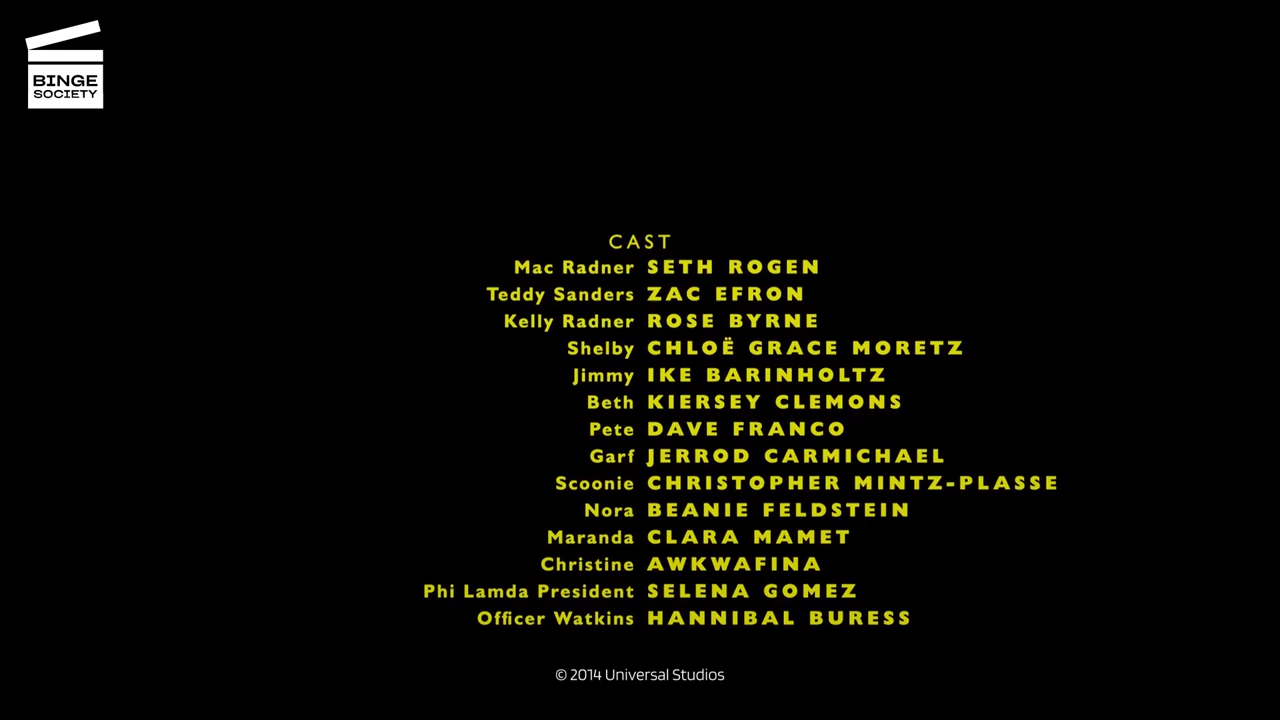 BINGE
SOCIETY
CAST
Mac Radner SETH ROGEN
Teddy Sanders ZAC EFRON
Kelly Radner ROSE BYRNE
Shelby CHLOË GRACE MORETZ
Jimmy IKE BARINHOLTZ
Beth KIERSEY CLEMONS
Pete DAVE FRANCO
Garf JERROD CARMICHAEL
Scoonie CHRISTOPHER MINTZ-PLASSE
Nora BEANIE FELDSTEIN
Maranda CLARA MAMET
Christine AWKWAFINA
Phi Lamda President SELENA GOMEZ
Officer Watkins HANNIBAL BURESS
© 2014 Universal Studios